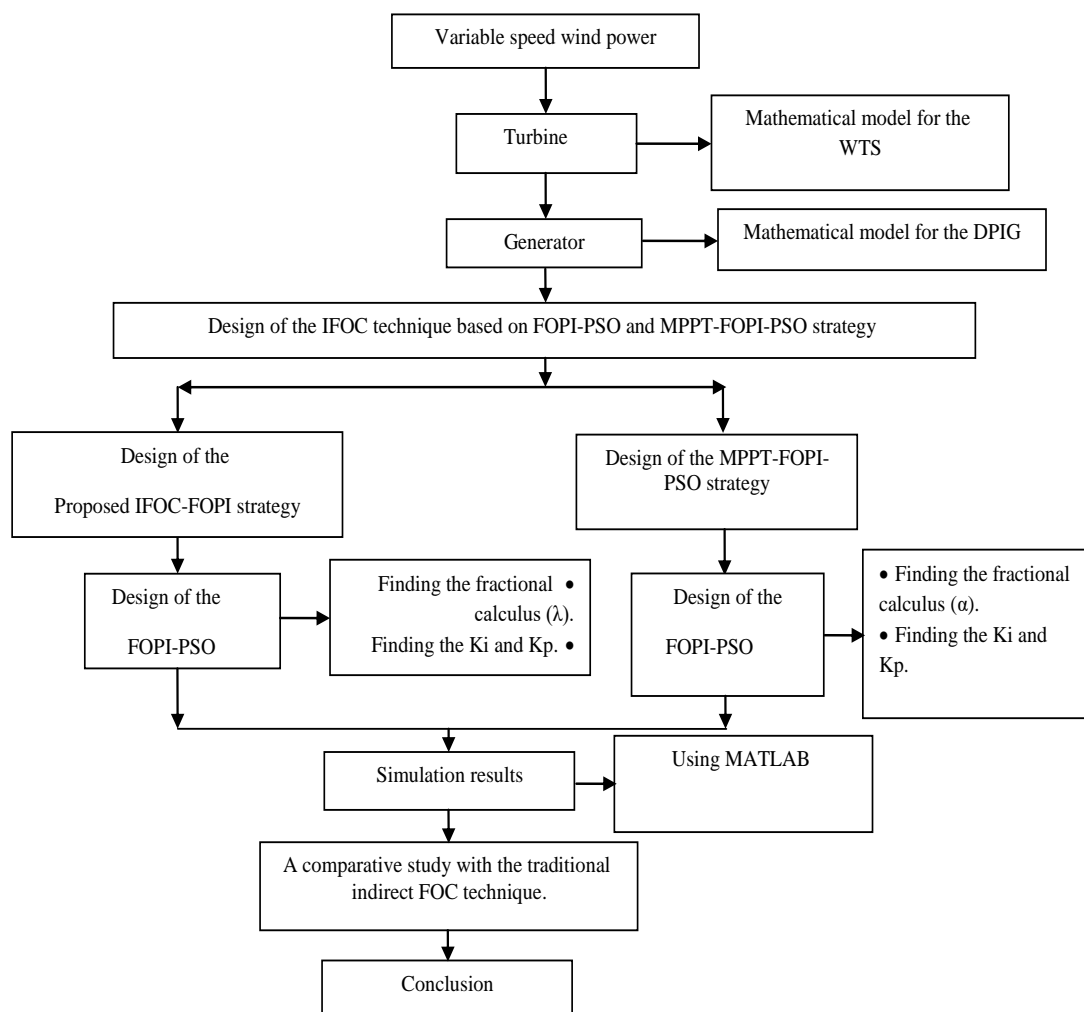 Variable speed wind power
Turbine
Mathematical model for the
WTS
Generator
Mathematical model for the DPIG
Design of the IFOC technique based on FOPI-PSO and MPPT-FOPI-PSO strategy
Design of the
Proposed IFOC-FOPI strategy
Design of the MPPT-FOPI-
PSO strategy
Design of the
FOPI-PSO
Finding the fractional •
calculus (λ).
Finding the Ki and Kp. •
Design of the
FOPI-PSO
• Finding the fractional
calculus (α).
• Finding the Ki and
Kp.
Simulation results
Using MATLAB
A comparative study with the traditional
indirect FOC technique.
Conclusion